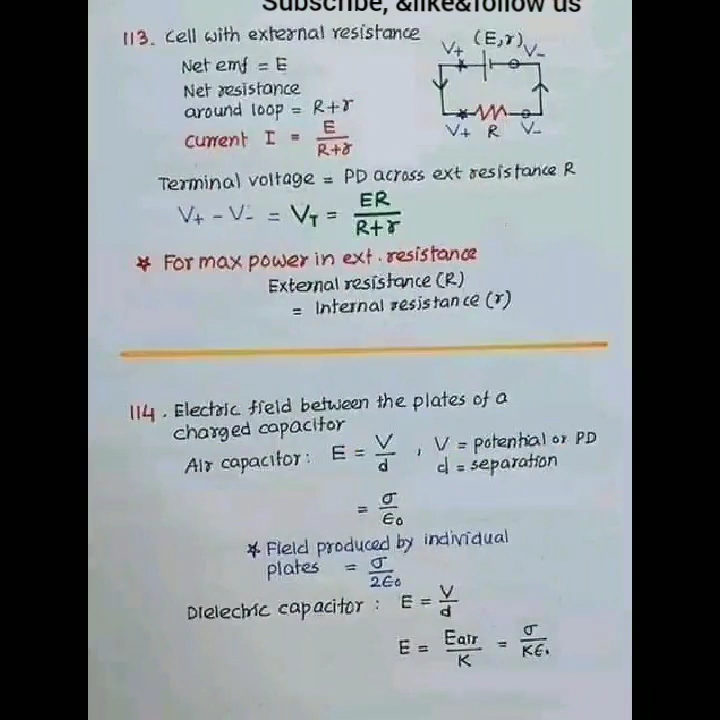 Subscribe, &like&follow us
113. Cell with external resistance
V+ (E,r) V-
Net emf = E
Net resistance
around loop = R+r
V+ R V-
current I = E/(R+r)
Terminal voltage = PD across ext resistance R
V+ - V- = V_T = ER/(R+r)
* For max power in ext. resistance
External resistance (R)
= Internal resistance (r)
114. Electric field between the plates of a
charged capacitor
Air capacitor: E = V/d , V = potential or PD
d = separation
= σ/ε₀
* Field produced by individual
plates = σ/2ε₀
Dielectric capacitor : E = V/d
E = Eair/K = σ/Kε₀